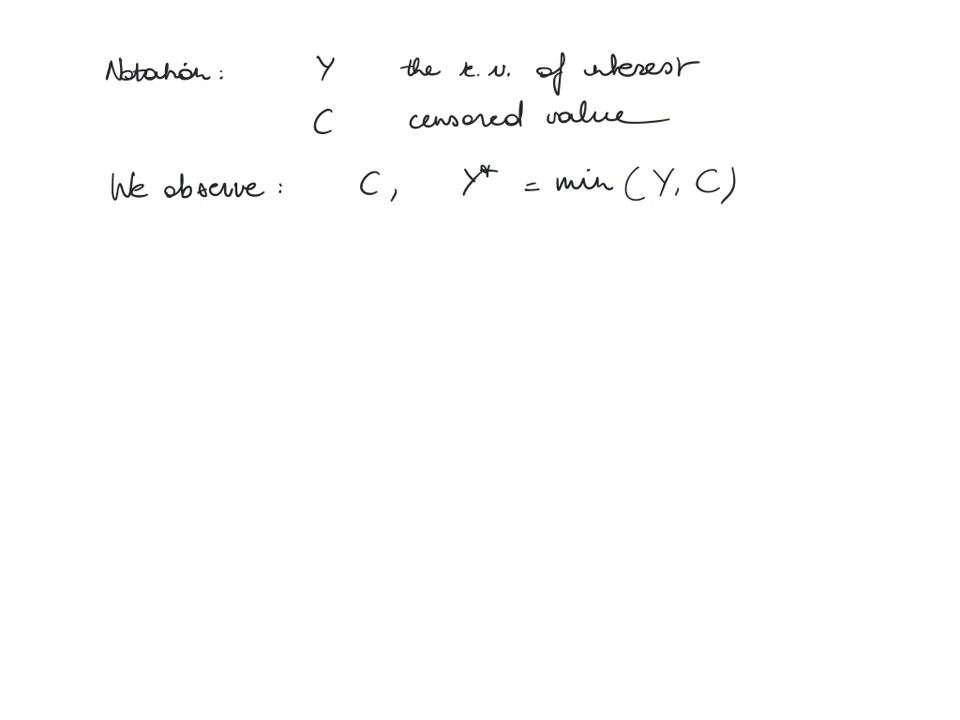 Notation: Y the r.v. of interest
C censored value
We observe: C, Y* = min (Y, C)